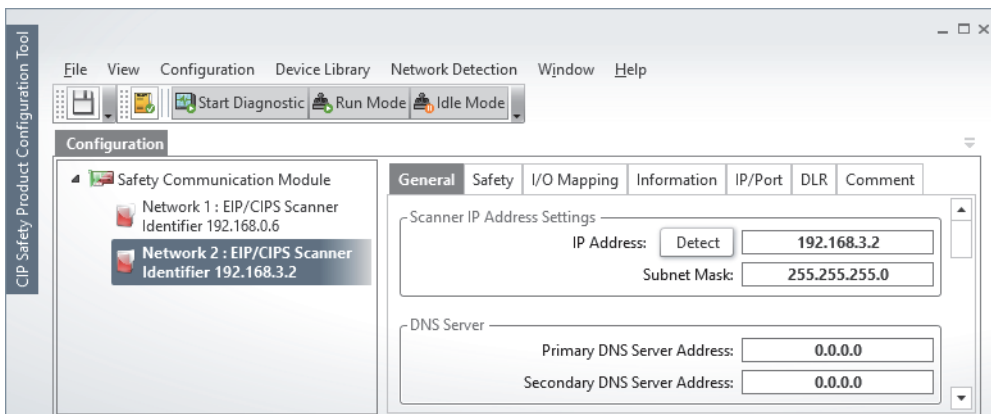 CIP Safety Product Configuration Tool
File View Configuration Device Library Network Detection Window Help
Start Diagnostic Run Mode Idle Mode
Configuration
Safety Communication Module
Network 1 : EIP/CIPS Scanner
Identifier 192.168.0.6
Network 2 : EIP/CIPS Scanner
Identifier 192.168.3.2
General Safety I/O Mapping Information IP/Port DLR Comment
Scanner IP Address Settings
IP Address: Detect 192.168.3.2
Subnet Mask: 255.255.255.0
DNS Server
Primary DNS Server Address: 0.0.0.0
Secondary DNS Server Address: 0.0.0.0